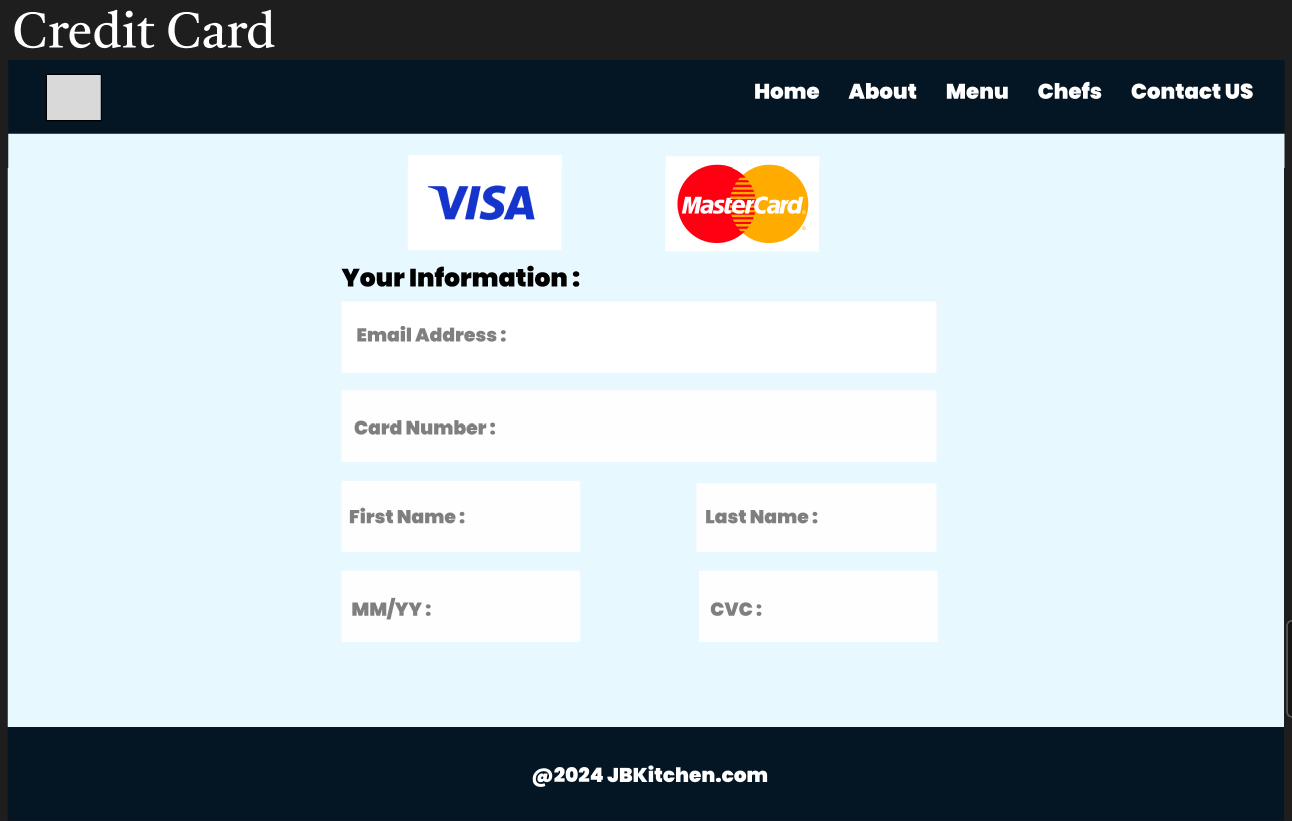 Credit Card
Home About Menu Chefs Contact US
VISA
MasterCard
Your Information :
Email Address :
Card Number :
First Name : Last Name :
MM/YY : CVC :
@2024 JBKitchen.com